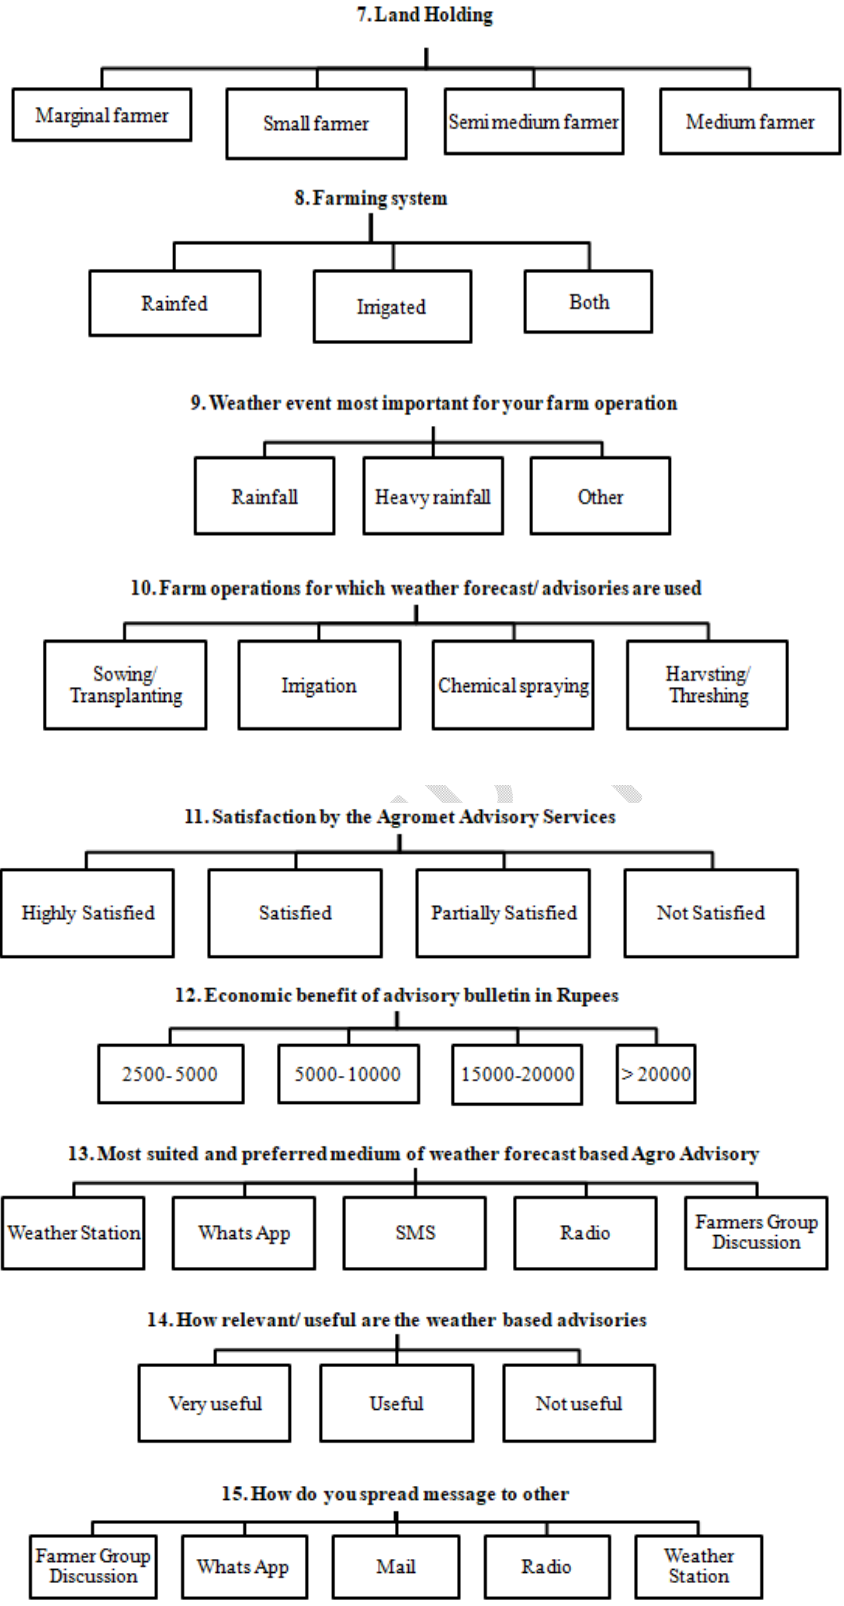 7. Land Holding
Marginal farmer
Small farmer
Semi medium farmer
Medium farmer
8. Farming system
Rainfed
Irrigated
Both
9. Weather event most important for your farm operation
Rainfall
Heavy rainfall
Other
10. Farm operations for which weather forecast/ advisories are used
Sowing/
Transplanting
Irrigation
Chemical spraying
Harvsting/
Threshing
11. Satisfaction by the Agromet Advisory Services
Highly Satisfied
Satisfied
Partially Satisfied
Not Satisfied
12. Economic benefit of advisory bulletin in Rupees
2500-5000
5000-10000
15000-20000
> 20000
13. Most suited and preferred medium of weather forecast based Agro Advisory
Weather Station
Whats App
SMS
Radio
Farmers Group
Discussion
14. How relevant/ useful are the weather based advisories
Very useful
Useful
Not useful
15. How do you spread message to other
Farmer Group
Discussion
Whats App
Mail
Radio
Weather
Station